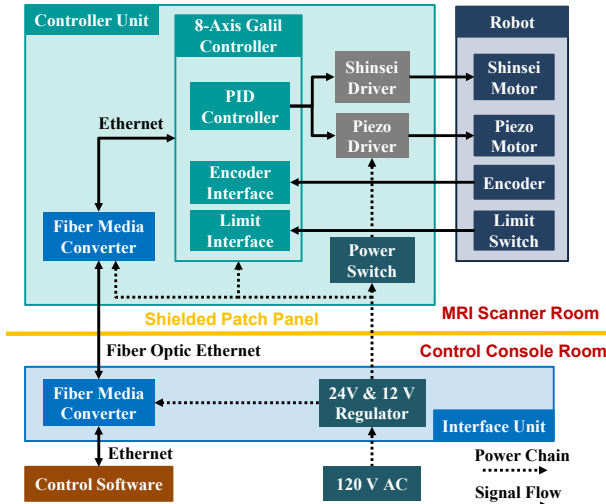 Controller Unit
8-Axis Galil
Controller
Robot
Shinsei
Driver
Shinsei
Motor
PID
Controller
Ethernet
Piezo
Driver
Piezo
Motor
Encoder
Interface
Encoder
Fiber Media
Converter
Limit
Interface
Limit
Switch
Power
Switch
Shielded Patch Panel
MRI Scanner Room
Fiber Optic Ethernet
Control Console Room
Fiber Media
Converter
24V & 12 V
Regulator
Interface Unit
Ethernet
Power Chain
Control Software
120 V AC
Signal Flow